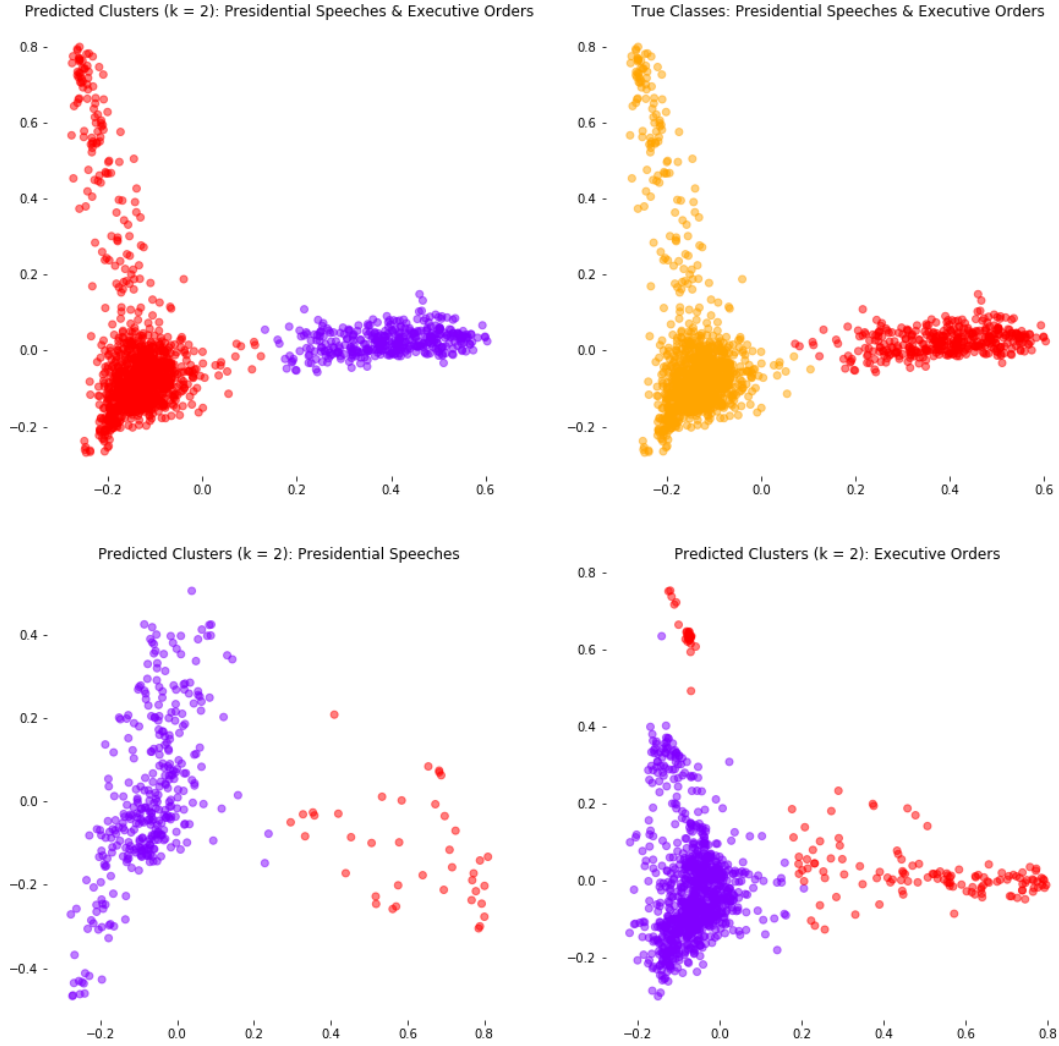 Predicted Clusters (k = 2): Presidential Speeches & Executive Orders
0.8
0.6
0.4
0.2
0.0
−0.2
−0.2 0.0 0.2 0.4 0.6
True Classes: Presidential Speeches & Executive Orders
0.8
0.6
0.4
0.2
0.0
−0.2
−0.2 0.0 0.2 0.4 0.6
Predicted Clusters (k = 2): Presidential Speeches
0.4
0.2
0.0
−0.2
−0.4
−0.2 0.0 0.2 0.4 0.6 0.8
Predicted Clusters (k = 2): Executive Orders
0.8
0.6
0.4
0.2
0.0
−0.2
−0.2 0.0 0.2 0.4 0.6 0.8